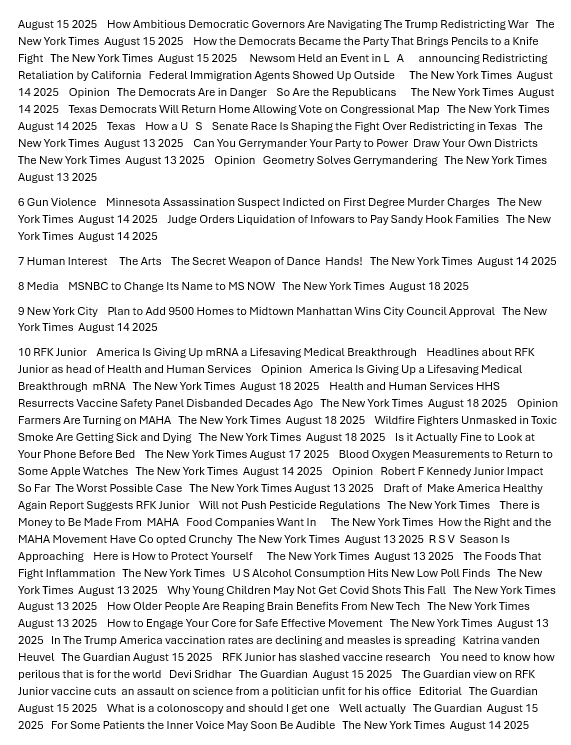 August 15 2025 How Ambitious Democratic Governors Are Navigating The Trump Redistricting War The
New York Times August 15 2025 How the Democrats Became the Party That Brings Pencils to a Knife
Fight The New York Times August 15 2025 Newsom Held an Event in L A announcing Redistricting
Retaliation by California Federal Immigration Agents Showed Up Outside The New York Times August
14 2025 Opinion The Democrats Are in Danger So Are the Republicans The New York Times August
14 2025 Texas Democrats Will Return Home Allowing Vote on Congressional Map The New York Times
August 14 2025 Texas How a U S Senate Race Is Shaping the Fight Over Redistricting in Texas The
New York Times August 13 2025 Can You Gerrymander Your Party to Power Draw Your Own Districts
The New York Times August 13 2025 Opinion Geometry Solves Gerrymandering The New York Times
August 13 2025
6 Gun Violence Minnesota Assassination Suspect Indicted on First Degree Murder Charges The New
York Times August 14 2025 Judge Orders Liquidation of Infowars to Pay Sandy Hook Families The New
York Times August 14 2025
7 Human Interest The Arts The Secret Weapon of Dance Hands! The New York Times August 14 2025
8 Media MSNBC to Change Its Name to MS NOW The New York Times August 18 2025
9 New York City Plan to Add 9500 Homes to Midtown Manhattan Wins City Council Approval The New
York Times August 14 2025
10 RFK Junior America Is Giving Up mRNA a Lifesaving Medical Breakthrough Headlines about RFK
Junior as head of Health and Human Services Opinion America Is Giving Up a Lifesaving Medical
Breakthrough mRNA The New York Times August 18 2025 Health and Human Services HHS
Resurrects Vaccine Safety Panel Disbanded Decades Ago The New York Times August 18 2025 Opinion
Farmers Are Turning on MAHA The New York Times August 18 2025 Wildfire Fighters Unmasked in Toxic
Smoke Are Getting Sick and Dying The New York Times August 18 2025 Is it Actually Fine to Look at
Your Phone Before Bed The New York Times August 17 2025 Blood Oxygen Measurements to Return to
Some Apple Watches The New York Times August 14 2025 Opinion Robert F Kennedy Junior Impact
So Far The Worst Possible Case The New York Times August 13 2025 Draft of Make America Healthy
Again Report Suggests RFK Junior Will not Push Pesticide Regulations The New York Times There is
Money to Be Made From MAHA Food Companies Want In The New York Times How the Right and the
MAHA Movement Have Co opted Crunchy The New York Times August 13 2025 R S V Season Is
Approaching Here is How to Protect Yourself The New York Times August 13 2025 The Foods That
Fight Inflammation The New York Times U S Alcohol Consumption Hits New Low Poll Finds The New
York Times August 13 2025 Why Young Children May Not Get Covid Shots This Fall The New York Times
August 13 2025 How Older People Are Reaping Brain Benefits From New Tech The New York Times
August 13 2025 How to Engage Your Core for Safe Effective Movement The New York Times August 13
2025 In The Trump America vaccination rates are declining and measles is spreading Katrina vanden
Heuvel The Guardian August 15 2025 RFK Junior has slashed vaccine research You need to know how
perilous that is for the world Devi Sridhar The Guardian August 15 2025 The Guardian view on RFK
Junior vaccine cuts an assault on science from a politician unfit for his office Editorial The Guardian
August 15 2025 What is a colonoscopy and should I get one Well actually The Guardian August 15
2025 For Some Patients the Inner Voice May Soon Be Audible The New York Times August 14 2025